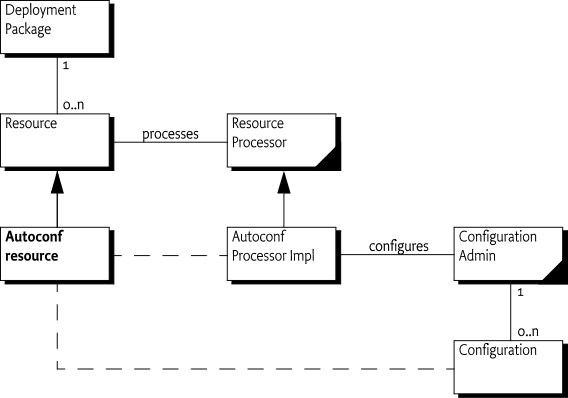 Deployment
Package
1
0..n
Resource
processes
Resource
Processor
Autoconf
resource
Autoconf
Processor Impl
configures
Configuration
Admin
1
0..n
Configuration